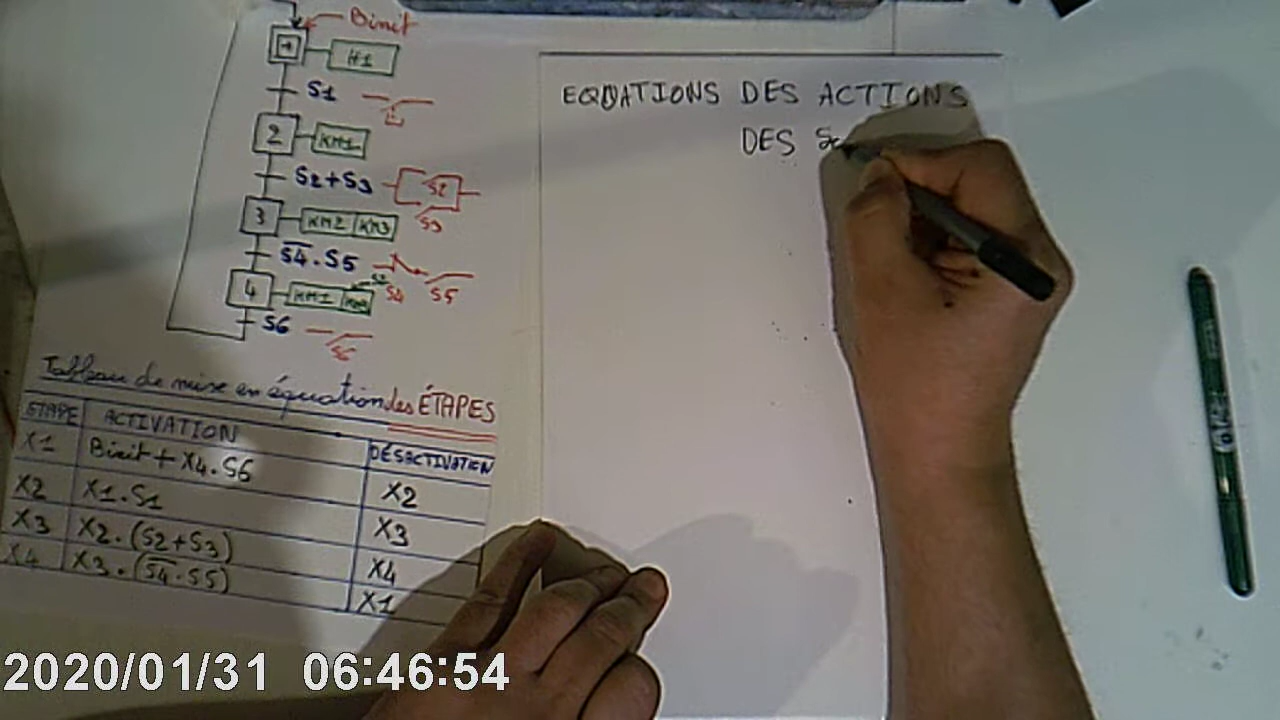 Binit
1
H1
S1
2
KM1
S2+S3
S2
S3
3
KM2 KM3
S̅4̅.S5
S4
S5
4
KM1
S6
S6
Tableau de mise en équation des ÉTAPES
ETAPE ACTIVATION DÉSACTIVATION
X1 Binit + X4.S6 X2
X2 X1.S1 X3
X3 X2.(S2+S3) X4
X4 X3.(S̅4̅.S5) X1
EQUATIONS DES ACTIONS
DES
2020/01/31 06:46:54